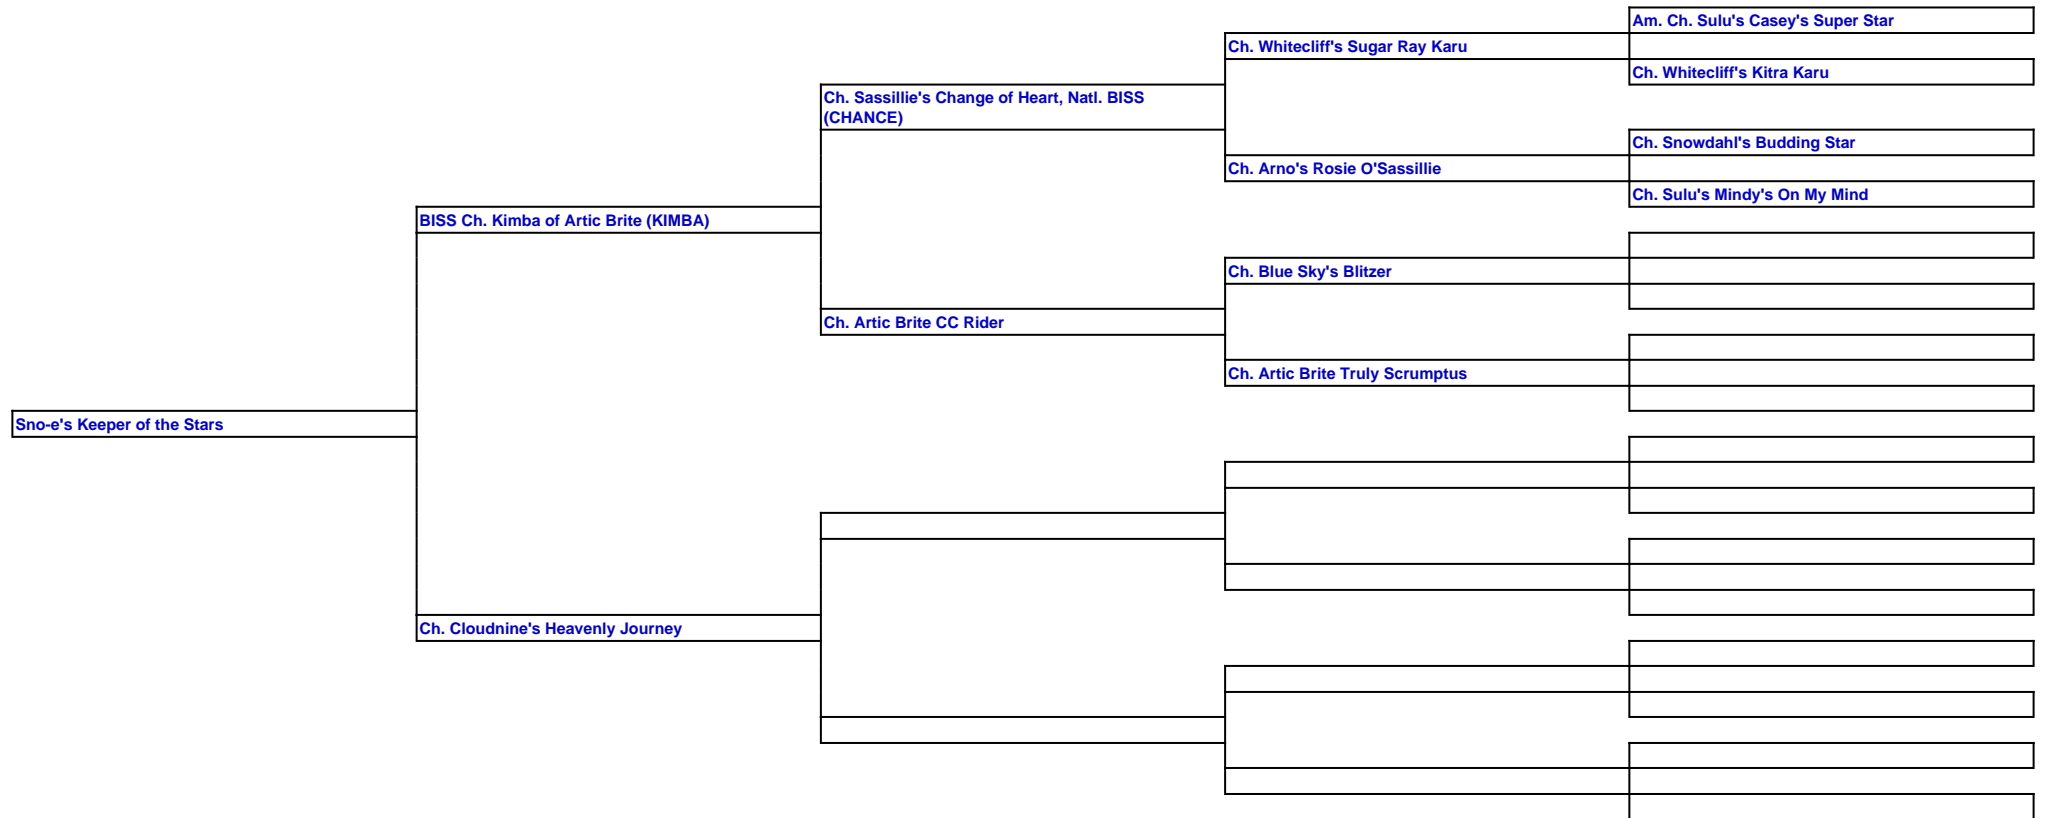 Am. Ch. Sulu's Casey's Super Star
Ch. Whitecliff's Sugar Ray Karu
Ch. Whitecliff's Kitra Karu
Ch. Sassillie's Change of Heart, Natl. BISS
(CHANCE)
Ch. Snowdahl's Budding Star
Ch. Arno's Rosie O'Sassillie
Ch. Sulu's Mindy's On My Mind
BISS Ch. Kimba of Artic Brite (KIMBA)
Ch. Blue Sky's Blitzer
Ch. Artic Brite CC Rider
Ch. Artic Brite Truly Scrumptus
Sno-e's Keeper of the Stars
Ch. Cloudnine's Heavenly Journey